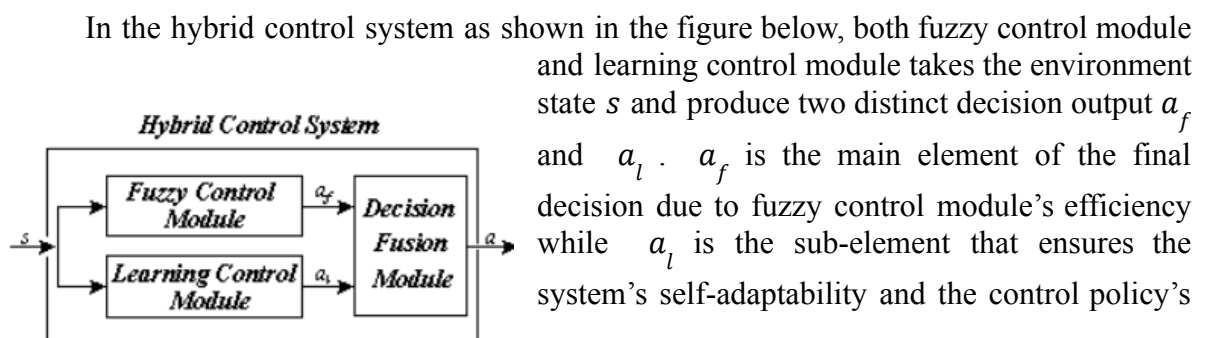 In the hybrid control system as shown in the figure below, both fuzzy control module
and learning control module takes the environment
state s and produce two distinct decision output a_f
and a_l . a_f is the main element of the final
decision due to fuzzy control module's efficiency
while a_l is the sub-element that ensures the
system's self-adaptability and the control policy's
Hybrid Control System
s
Fuzzy Control
Module
a_f
Learning Control
Module
a_l
Decision
Fusion
Module
a